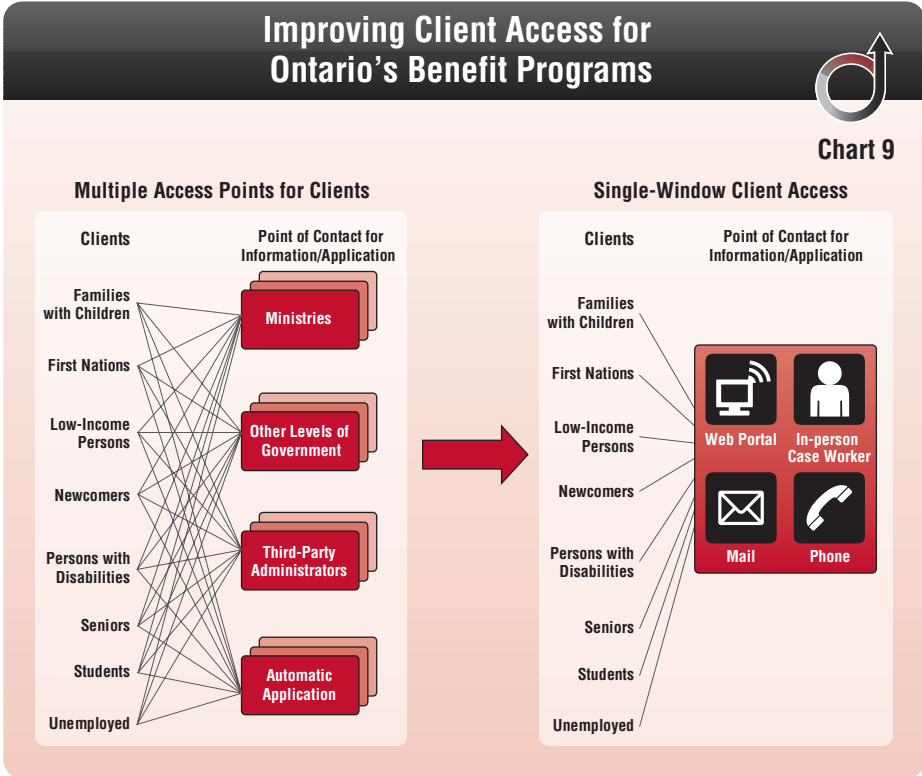 Improving Client Access for
Ontario's Benefit Programs
Chart 9
Multiple Access Points for Clients
Clients
Point of Contact for
Information/Application
Families
with Children
First Nations
Low-Income
Persons
Newcomers
Persons with
Disabilities
Seniors
Students
Unemployed
Ministries
Other Levels of
Government
Third-Party
Administrators
Automatic
Application
Single-Window Client Access
Clients
Point of Contact for
Information/Application
Families
with Children
First Nations
Low-Income
Persons
Newcomers
Persons with
Disabilities
Seniors
Students
Unemployed
Web Portal
In-person
Case Worker
Mail
Phone